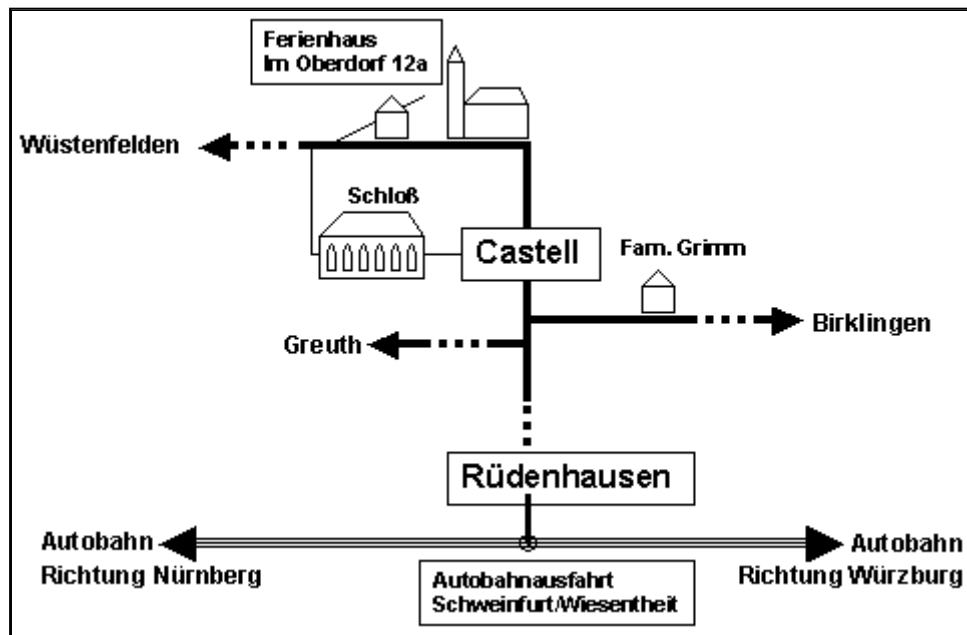 Ferienhaus
Im Oberdorf 12a
Wüstenfelden
Schloß
Castell
Fam. Grimm
Birklingen
Greuth
Rüdenhausen
Autobahn
Richtung Nürnberg
Autobahn
Richtung Würzburg
Autobahnausfahrt
Schweinfurt/Wiesentheit